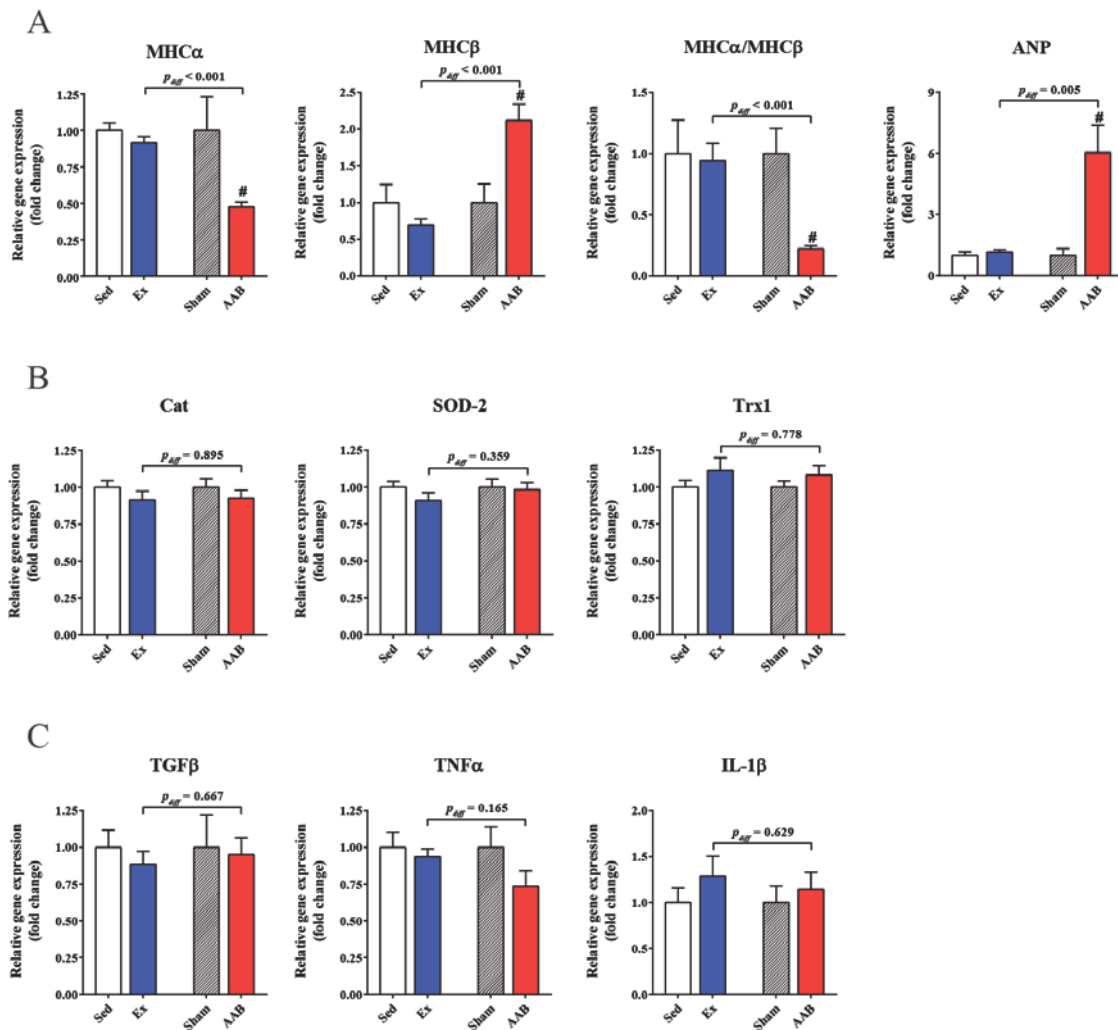 A
MHCα
Relative gene expression
(fold change)
1.25
1.00
0.75
0.50
0.25
0.00
p diff < 0.001
#
Sed
Ex
Sham
AAB
MHCβ
Relative gene expression
(fold change)
2.5
2.0
1.5
1.0
0.5
0.0
p diff < 0.001
#
Sed
Ex
Sham
AAB
MHCα/MHCβ
Relative gene expression
(fold change)
1.5
1.0
0.5
0.0
p diff < 0.001
#
Sed
Ex
Sham
AAB
ANP
Relative gene expression
(fold change)
9
6
3
0
p diff = 0.005
#
Sed
Ex
Sham
AAB
B
Cat
Relative gene expression
(fold change)
1.25
1.00
0.75
0.50
0.25
0.00
p diff = 0.895
Sed
Ex
Sham
AAB
SOD-2
Relative gene expression
(fold change)
1.25
1.00
0.75
0.50
0.25
0.00
p diff = 0.359
Sed
Ex
Sham
AAB
Trx1
Relative gene expression
(fold change)
1.25
1.00
0.75
0.50
0.25
0.00
p diff = 0.778
Sed
Ex
Sham
AAB
C
TGFβ
Relative gene expression
(fold change)
1.25
1.00
0.75
0.50
0.25
0.00
p diff = 0.667
Sed
Ex
Sham
AAB
TNFα
Relative gene expression
(fold change)
1.25
1.00
0.75
0.50
0.25
0.00
p diff = 0.165
Sed
Ex
Sham
AAB
IL-1β
Relative gene expression
(fold change)
2.0
1.5
1.0
0.5
0.0
p diff = 0.629
Sed
Ex
Sham
AAB